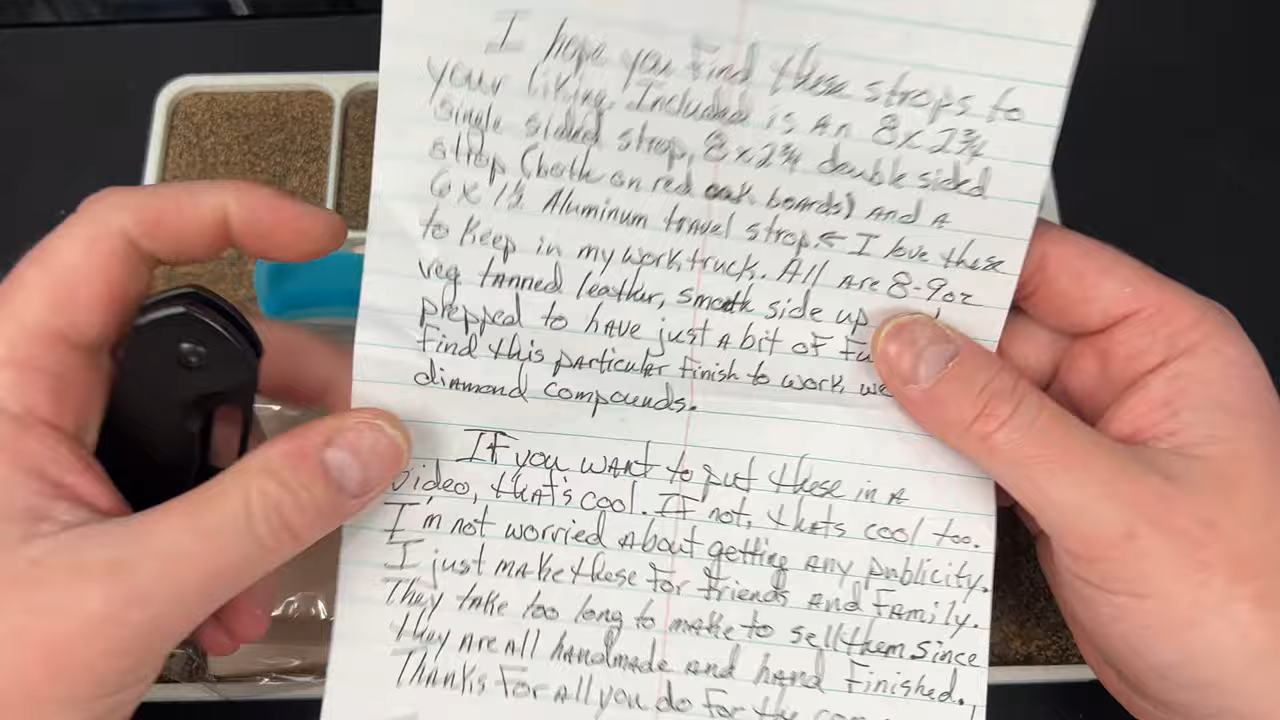 I hope you find these strops to
your liking. Included is an 8x2¾
single sided strop, 8x2¾ double sided
strop (both on red oak boards) and a
6x1½ Aluminum travel strop. ← I love these
to keep in my work truck. All are 8-9oz
veg tanned leather, smooth side up
prepped to have just a bit of
find this particular finish to work
diamond compounds.
If you want to put these in a
video, that's cool. If not, thats cool too.
I'm not worried about getting any publicity.
I just make these for friends and family.
They take too long to make to sell them since
they are all handmade and hand finished.
Thanks for all you do for the